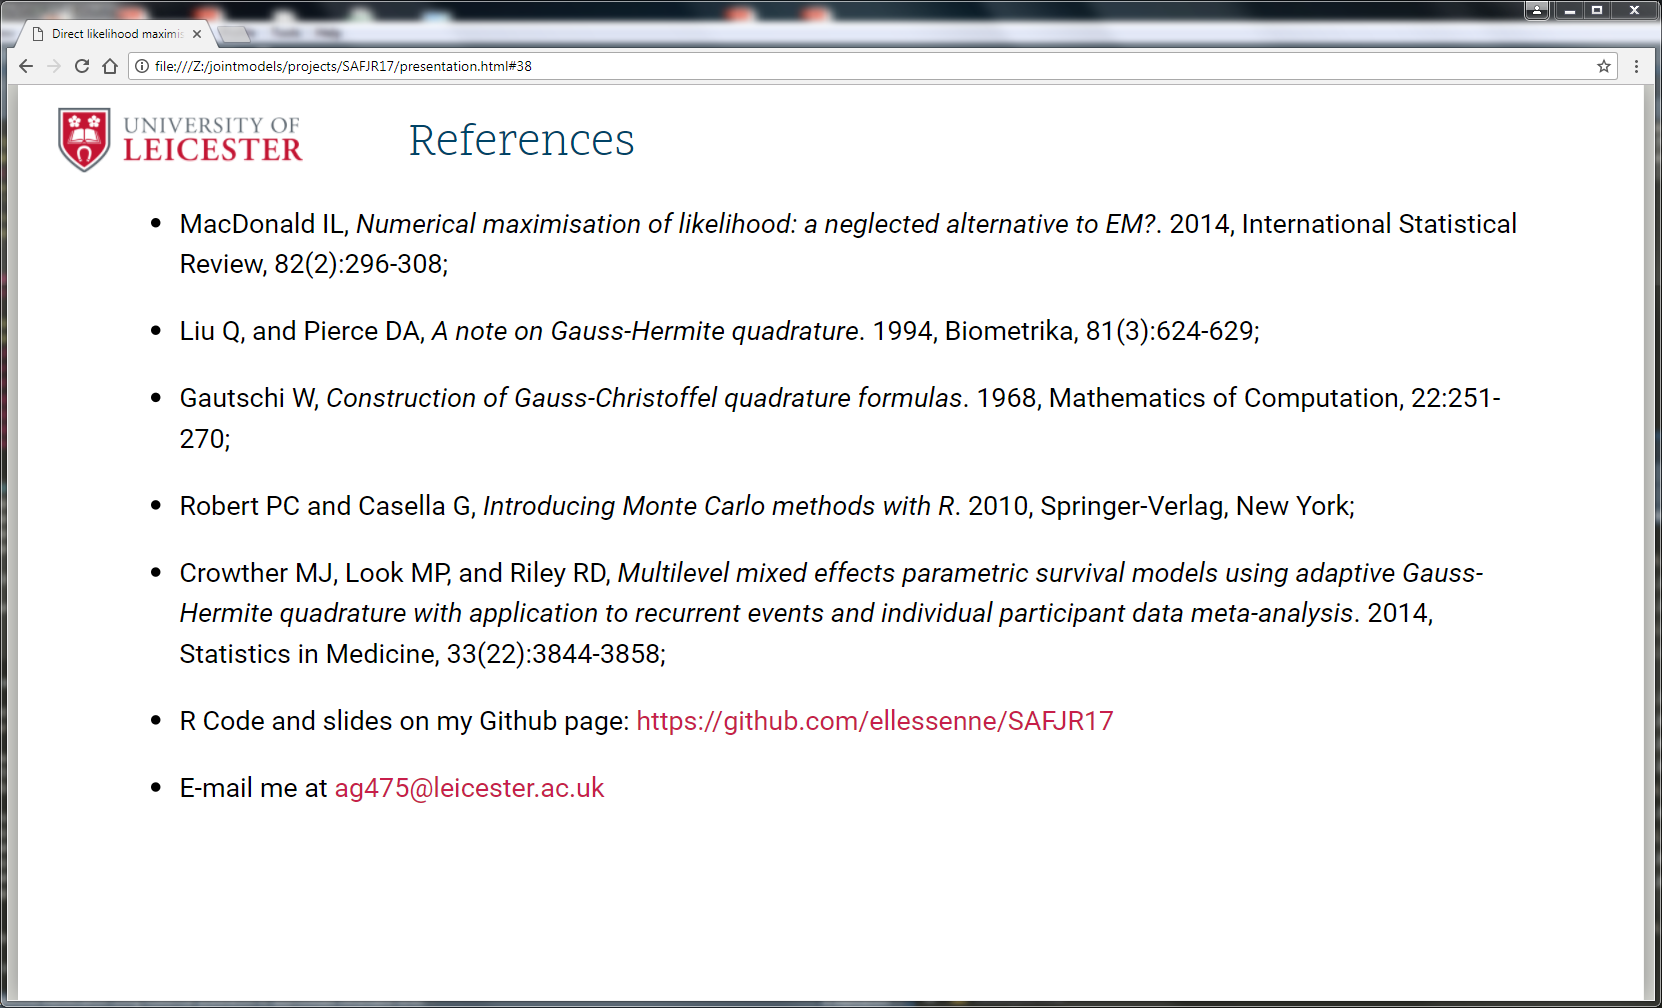 Direct likelihood maximis
file:///Z:/jointmodels/projects/SAFJR17/presentation.html#38
UNIVERSITY OF
LEICESTER
References
• MacDonald IL, Numerical maximisation of likelihood: a neglected alternative to EM?. 2014, International Statistical
Review, 82(2):296-308;
• Liu Q, and Pierce DA, A note on Gauss-Hermite quadrature. 1994, Biometrika, 81(3):624-629;
• Gautschi W, Construction of Gauss-Christoffel quadrature formulas. 1968, Mathematics of Computation, 22:251-
270;
• Robert PC and Casella G, Introducing Monte Carlo methods with R. 2010, Springer-Verlag, New York;
• Crowther MJ, Look MP, and Riley RD, Multilevel mixed effects parametric survival models using adaptive Gauss-
Hermite quadrature with application to recurrent events and individual participant data meta-analysis. 2014,
Statistics in Medicine, 33(22):3844-3858;
• R Code and slides on my Github page: https://github.com/ellessenne/SAFJR17
• E-mail me at ag475@leicester.ac.uk